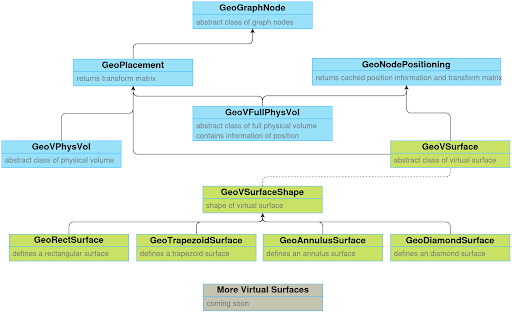 GeoGraphNode
abstract class of graph nodes
GeoPlacement
returns transform matrix
GeoNodePositioning
returns cached position information and transform matrix
GeoVFullPhysVol
abstract class of full physical volume
contains information of position
GeoVPhysVol
abstract class of physical volume
GeoVSurface
abstract class of virtual surface
GeoVSurfaceShape
shape of virtual surface
GeoRectSurface
defines a rectangular surface
GeoTrapezoidSurface
defines a trapezoid surface
GeoAnnulusSurface
defines an annulus surface
GeoDiamondSurface
defines an diamond surface
More Virtual Surfaces
coming soon